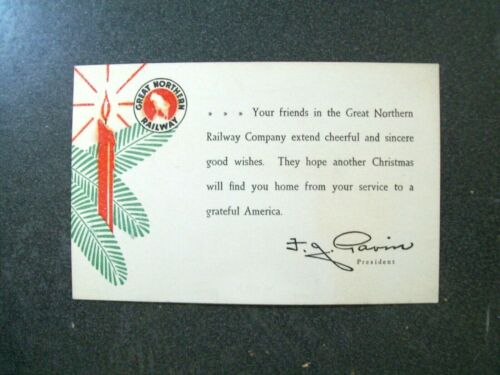 GREAT NORTHERN
RAILWAY
» » » Your friends in the Great Northern
Railway Company extend cheerful and sincere
good wishes. They hope another Christmas
will find you home from your service to a
grateful America.
F. J. Gavin
President